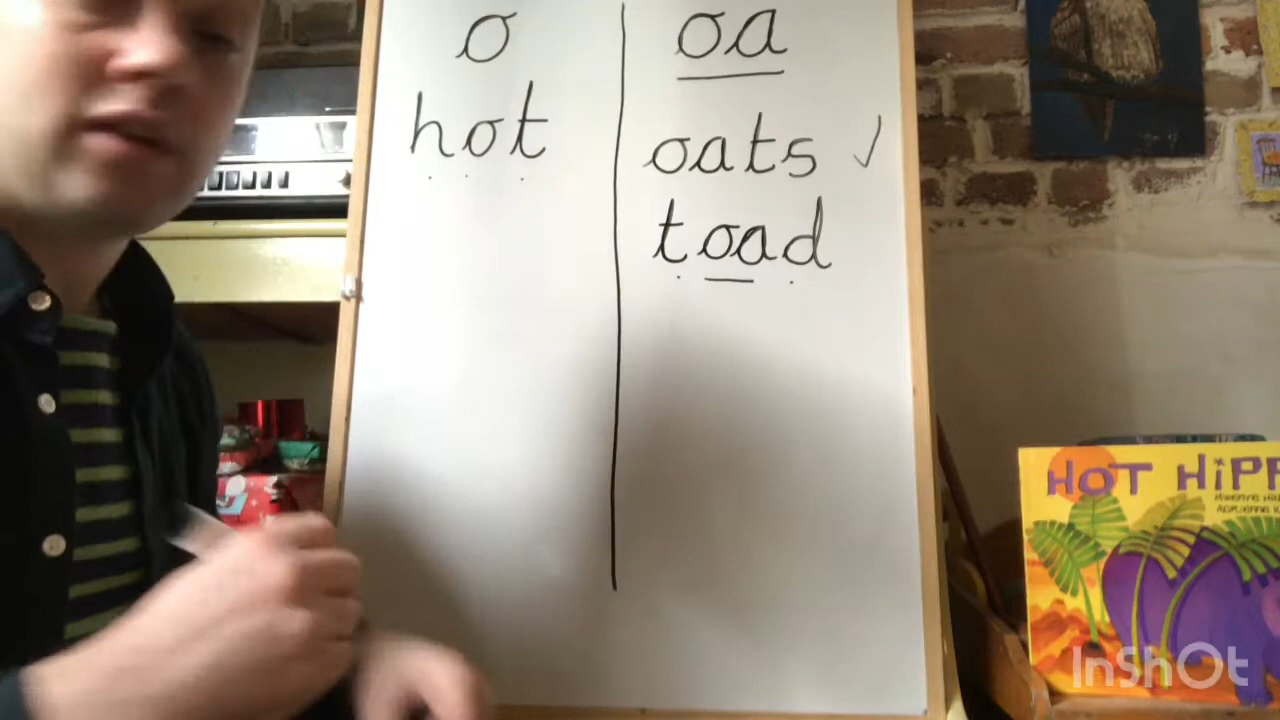 o
hot
oa
oats ✓
toad
HOT HIPP
InShOt